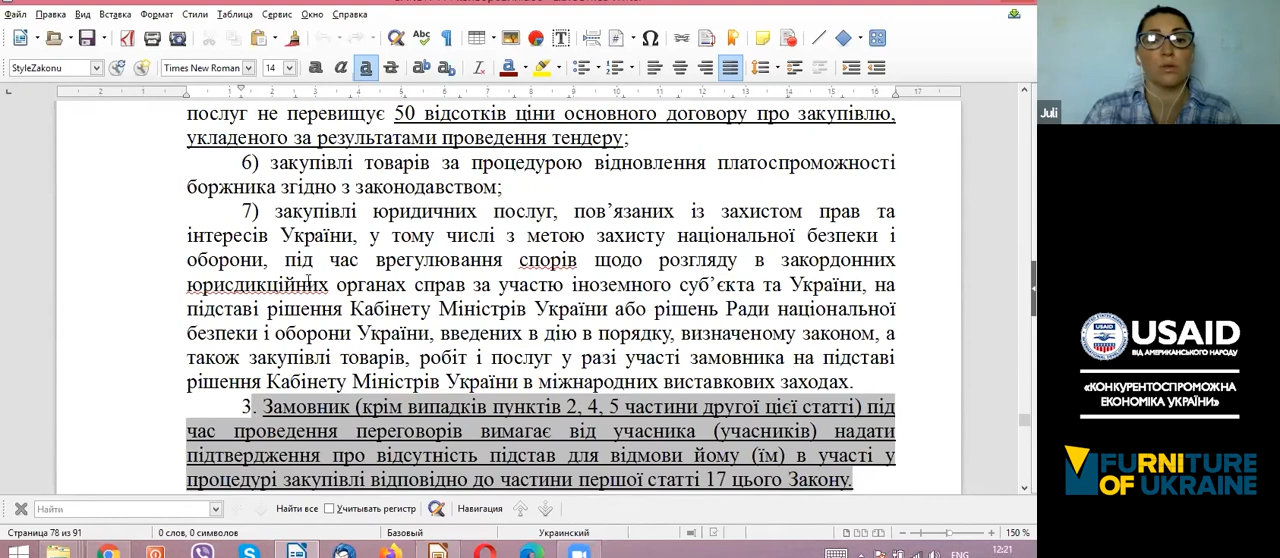 Файл Правка Вид Вставка Формат Стили Таблица Сервис Окно Справка
StyleZakonu Times New Roman 14
послуг не перевищує 50 відсотків ціни основного договору про закупівлю,
укладеного за результатами проведення тендеру;
6) закупівлі товарів за процедурою відновлення платоспроможності
боржника згідно з законодавством;
7) закупівлі юридичних послуг, пов’язаних із захистом прав та
інтересів України, у тому числі з метою захисту національної безпеки і
оборони, під час врегулювання спорів щодо розгляду в закордонних
юрисдикційних органах справ за участю іноземного суб’єкта та України, на
підставі рішення Кабінету Міністрів України або рішень Ради національної
безпеки і оборони України, введених в дію в порядку, визначеному законом, а
також закупівлі товарів, робіт і послуг у разі участі замовника на підставі
рішення Кабінету Міністрів України в міжнародних виставкових заходах.
3. Замовник (крім випадків пунктів 2, 4, 5 частини другої цієї статті) під
час проведення переговорів вимагає від учасника (учасників) надати
підтвердження про відсутність підстав для відмови йому (їм) в участі у
процедурі закупівлі відповідно до частини першої статті 17 цього Закону.
Найти Найти все Учитывать регистр Навигация
Страница 78 из 91 0 слов, 0 символов Базовый Украинский 150 %
ENG 12:21
Juli
USAID
ВІД АМЕРИКАНСЬКОГО НАРОДУ
«КОНКУРЕНТОСПРОМОЖНА
ЕКОНОМІКА УКРАЇНИ»
FURNITURE
OF UKRAINE